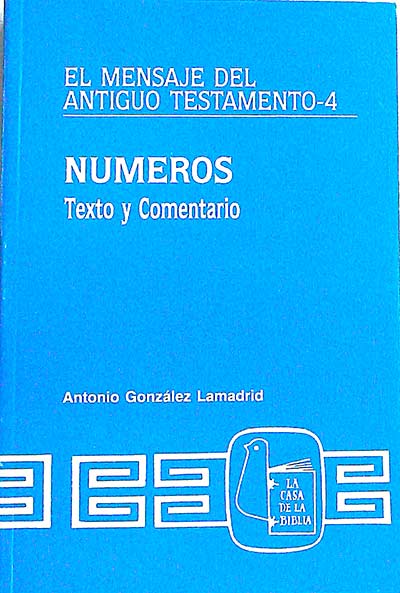 EL MENSAJE DEL
ANTIGUO TESTAMENTO-4
NUMEROS
Texto y Comentario
Antonio González Lamadrid
LA
CASA
DE LA
BIBLIA